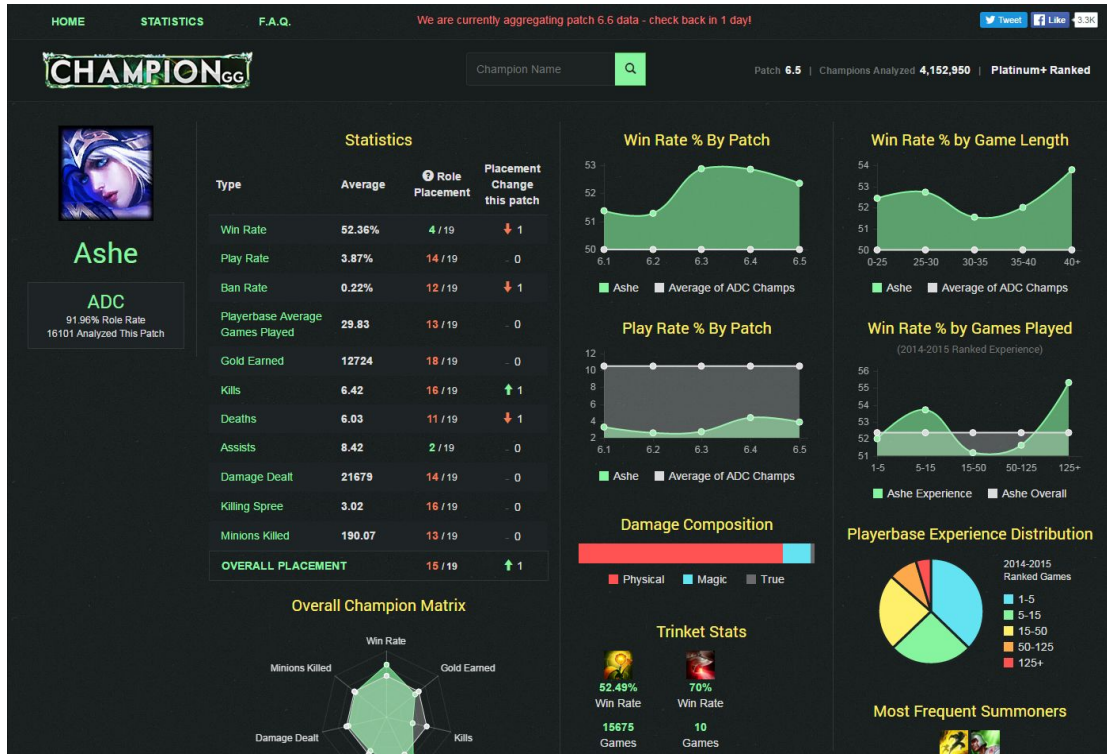 HOME STATISTICS F.A.Q. We are currently aggregating patch 6.6 data - check back in 1 day! Tweet Like 3.3K
CHAMPIONGG Champion Name Patch 6.5 | Champions Analyzed 4,152,950 | Platinum+ Ranked
Ashe
ADC
91.96% Role Rate
16101 Analyzed This Patch
Statistics
Type Average ? Role Placement Placement Change this patch
Win Rate 52.36% 4 / 19 1
Play Rate 3.87% 14 / 19 - 0
Ban Rate 0.22% 12 / 19 1
Playerbase Average
Games Played 29.83 13 / 19 - 0
Gold Earned 12724 18 / 19 - 0
Kills 6.42 16 / 19 1
Deaths 6.03 11 / 19 1
Assists 8.42 2 / 19 - 0
Damage Dealt 21679 14 / 19 - 0
Killing Spree 3.02 16 / 19 - 0
Minions Killed 190.07 13 / 19 - 0
OVERALL PLACEMENT 15 / 19 1
Overall Champion Matrix
Win Rate
Minions Killed Gold Earned
Damage Dealt Kills
Win Rate % By Patch
53
52
51
50
6.1 6.2 6.3 6.4 6.5
Ashe Average of ADC Champs
Play Rate % By Patch
12
10
8
6
4
2
6.1 6.2 6.3 6.4 6.5
Ashe Average of ADC Champs
Damage Composition
Physical Magic True
Trinket Stats
52.49% 70%
Win Rate Win Rate
15675 10
Games Games
Win Rate % by Game Length
54
53
52
51
50
0-25 25-30 30-35 35-40 40+
Ashe Average of ADC Champs
Win Rate % by Games Played
(2014-2015 Ranked Experience)
56
55
54
53
52
51
1-5 5-15 15-50 50-125 125+
Ashe Experience Ashe Overall
Playerbase Experience Distribution
2014-2015
Ranked Games
1-5
5-15
15-50
50-125
125+
Most Frequent Summoners